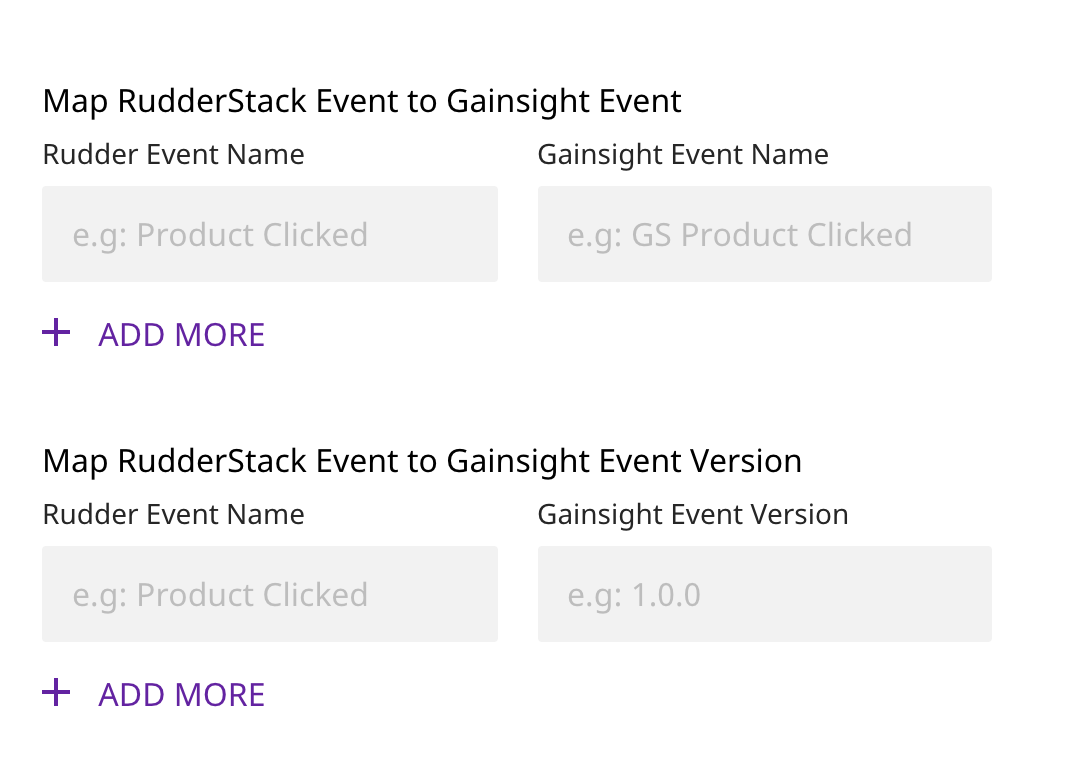 Map RudderStack Event to Gainsight Event
Rudder Event Name
Gainsight Event Name
e.g: Product Clicked
e.g: GS Product Clicked
ADD MORE
Map RudderStack Event to Gainsight Event Version
Rudder Event Name
Gainsight Event Version
e.g: Product Clicked
e.g: 1.0.0
ADD MORE